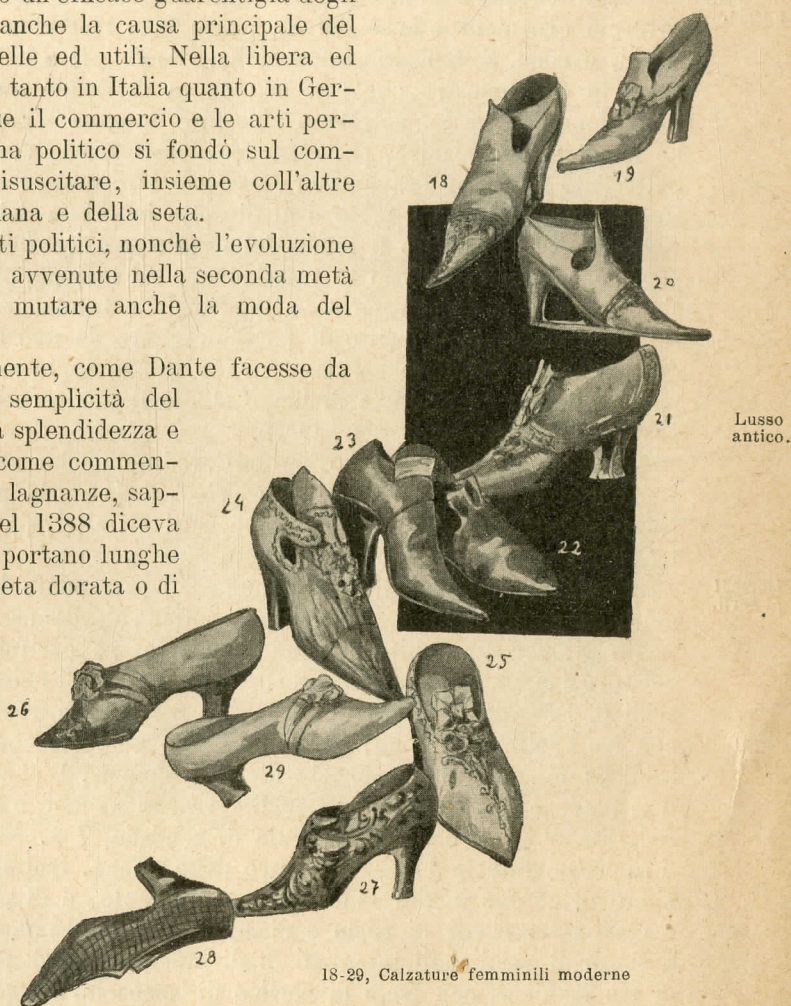 anche la causa principale del
elle ed utili. Nella libera ed
tanto in Italia quanto in Ger-
e il commercio e le arti per-
na politico si fondò sul com-
isuscitare, insieme coll'altre
ana e della seta.
ti politici, nonchè l'evoluzione
avvenute nella seconda metà
mutare anche la moda del
ente, come Dante facesse da
semplicità del
splendidezza e
come commen-
lagnanze, sap-
el 1388 diceva
portano lunghe
eta dorata o di
Lusso
antico.
18
19
20
21
22
23
24
25
26
29
27
28
18-29, Calzature femminili moderne